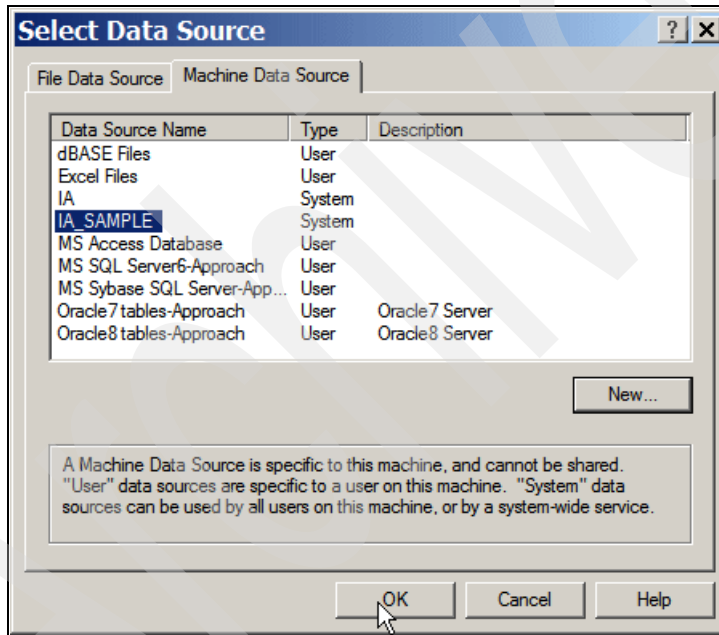 Select Data Source
File Data Source Machine Data Source
Data Source Name Type Description
dBASE Files User
Excel Files User
IA System
IA_SAMPLE System
MS Access Database User
MS SQL Server6-Approach User
MS Sybase SQL Server-App... User
Oracle7 tables-Approach User Oracle7 Server
Oracle8 tables-Approach User Oracle8 Server
New...
A Machine Data Source is specific to this machine, and cannot be shared.
"User" data sources are specific to a user on this machine. "System" data
sources can be used by all users on this machine, or by a system-wide service.
OK Cancel Help